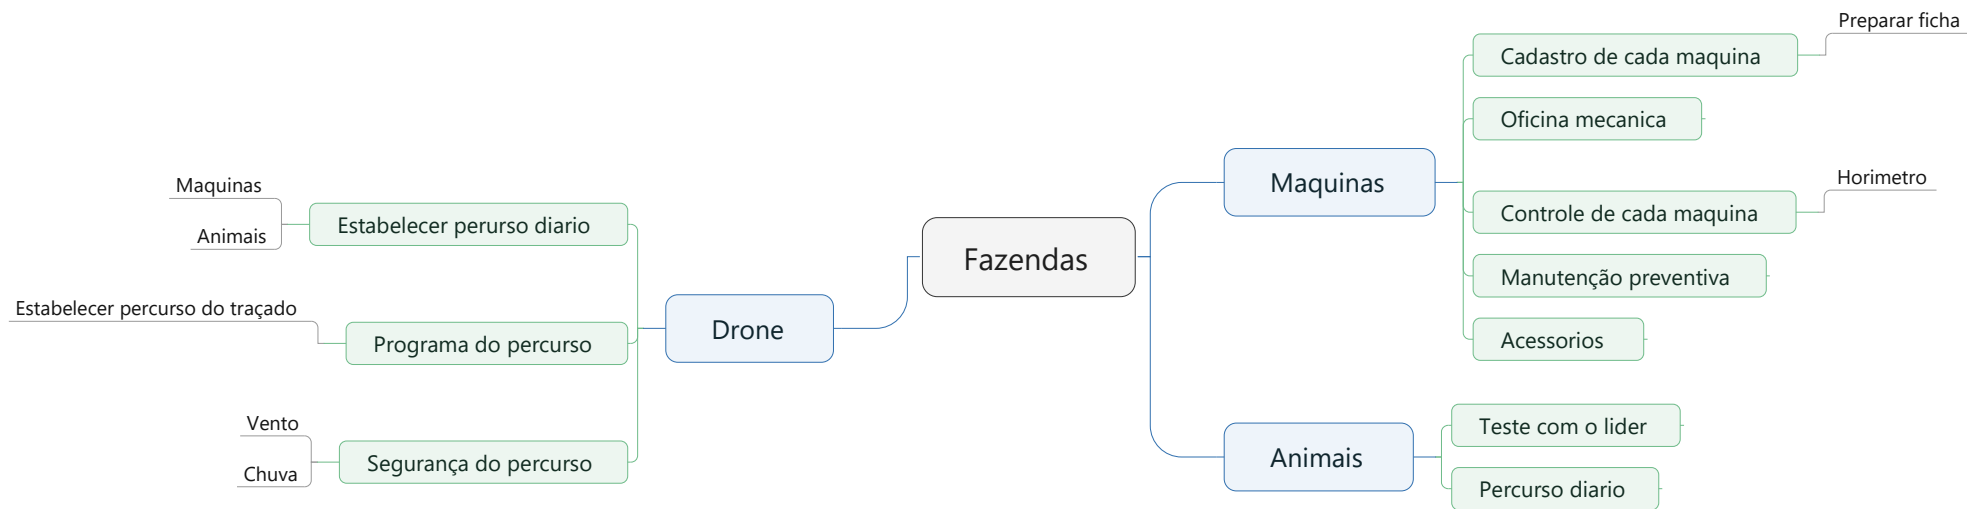 Preparar ficha
Cadastro de cada maquina
Oficina mecanica
Maquinas
Horimetro
Controle de cada maquina
Manutenção preventiva
Acessorios
Fazendas
Animais
Teste com o lider
Percurso diario
Drone
Estabelecer perurso diario
Maquinas
Animais
Programa do percurso
Estabelecer percurso do traçado
Segurança do percurso
Vento
Chuva